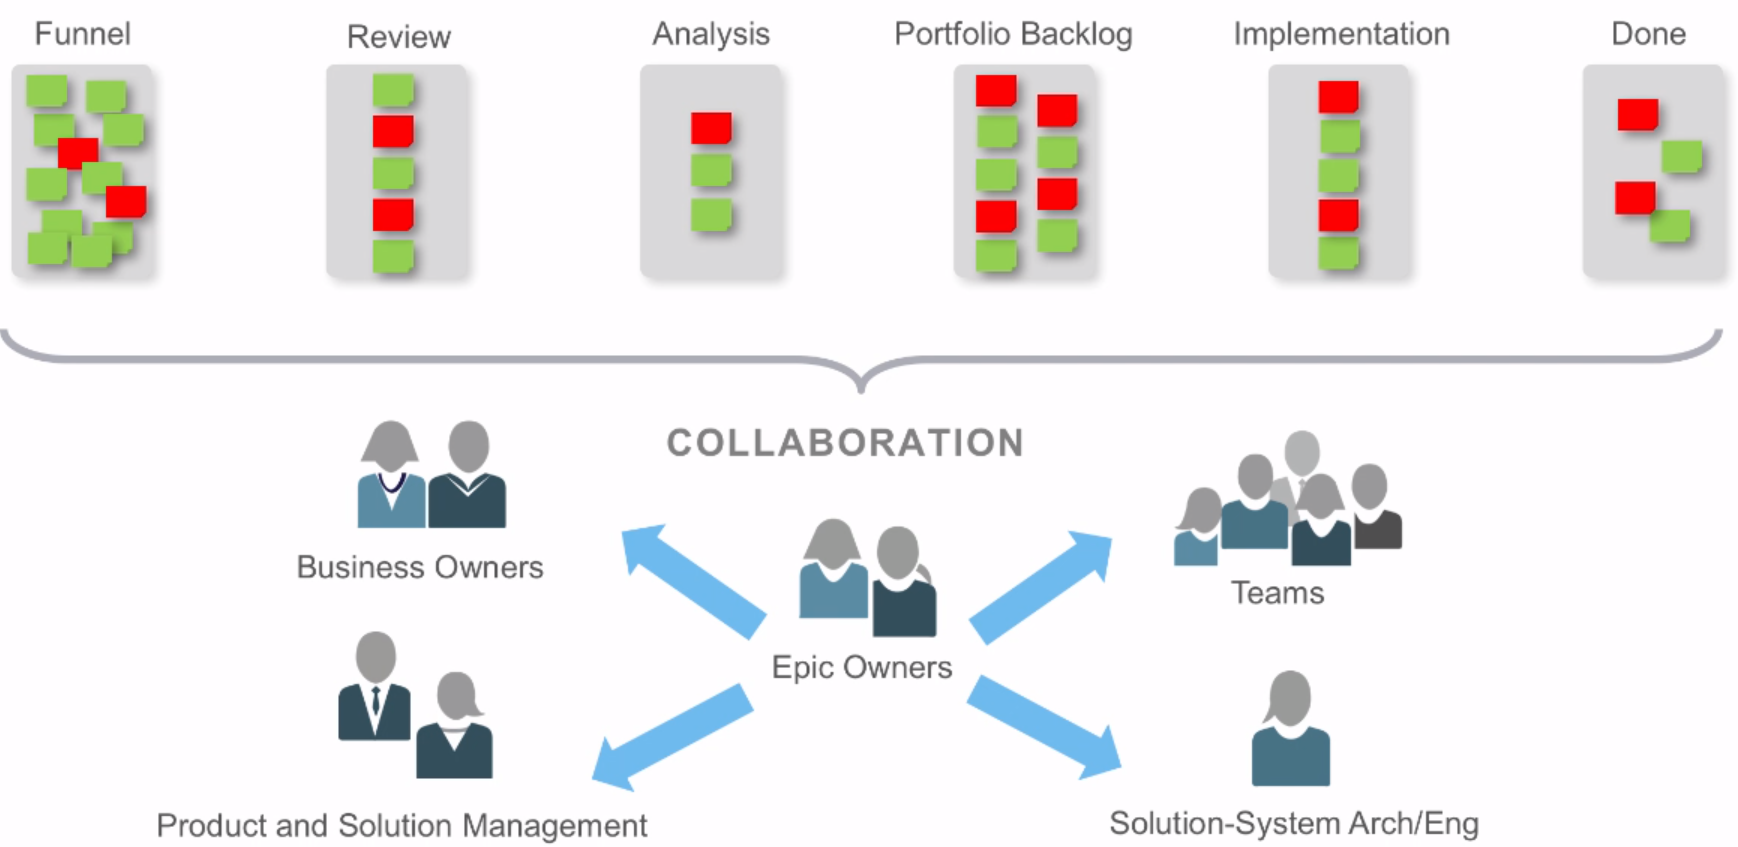 Funnel
Review
Analysis
Portfolio Backlog
Implementation
Done
COLLABORATION
Business Owners
Teams
Epic Owners
Product and Solution Management
Solution-System Arch/Eng